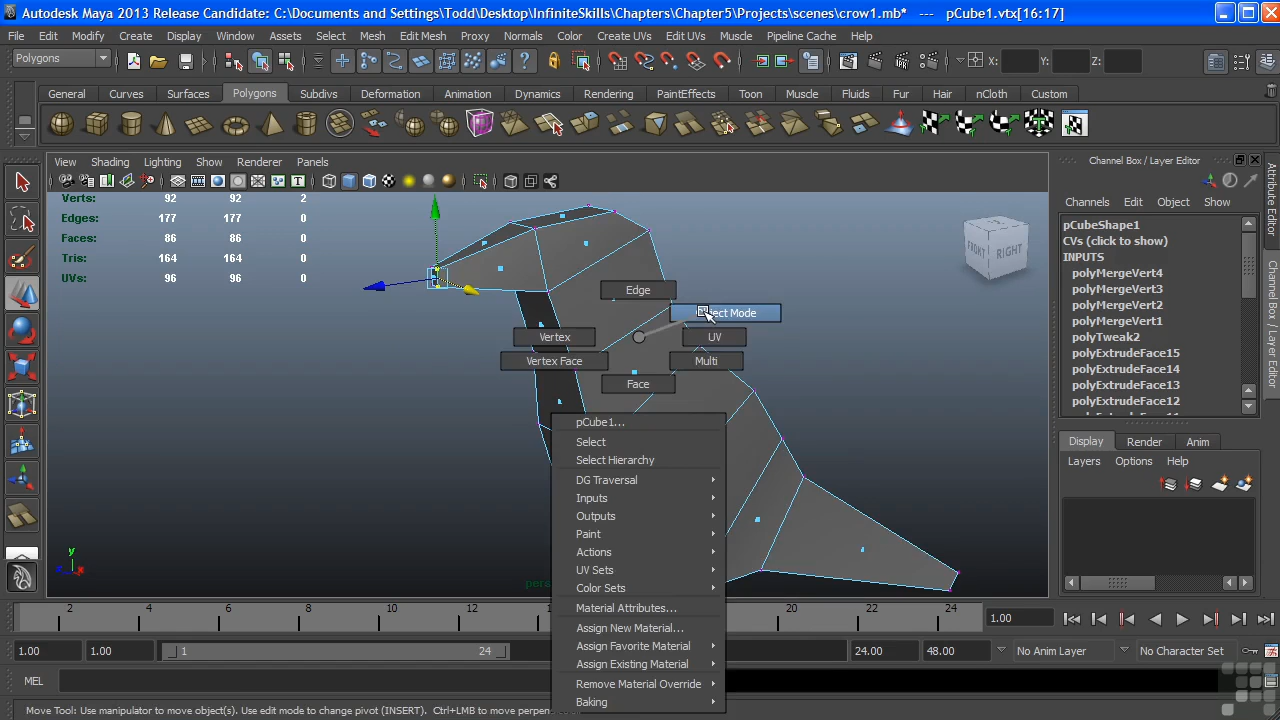 Autodesk Maya 2013 Release Candidate: C:\Documents and Settings\Todd\Desktop\InfiniteSkills\Chapters\Chapter5\Projects\scenes\crow1.mb* --- pCube1.vtx[16:17]
File Edit Modify Create Display Window Assets Select Mesh Edit Mesh Proxy Normals Color Create UVs Edit UVs Muscle Pipeline Cache Help
Polygons X: Y: Z:
General Curves Surfaces Polygons Subdivs Deformation Animation Dynamics Rendering PaintEffects Toon Muscle Fluids Fur Hair nCloth Custom
View Shading Lighting Show Renderer Panels
Channel Box / Layer Editor
Verts: 92 92 2
Edges: 177 177 0
Faces: 86 86 0
Tris: 164 164 0
UVs: 96 96 0
FRONT RIGHT
Edge
ect Mode
Vertex UV
Vertex Face Multi
Face
pCube1...
Select
Select Hierarchy
DG Traversal
Inputs
Outputs
Paint
Actions
UV Sets
Color Sets
Material Attributes...
Assign New Material...
Assign Favorite Material
Assign Existing Material
Remove Material Override
Baking
y
x
Channels Edit Object Show
pCubeShape1
CVs (click to show)
INPUTS
polyMergeVert4
polyMergeVert3
polyMergeVert2
polyMergeVert1
polyTweak2
polyExtrudeFace15
polyExtrudeFace14
polyExtrudeFace13
polyExtrudeFace12
Display Render Anim
Layers Options Help
Attribute Editor
Channel Box / Layer Editor
2 4 6 8 10 12 20 22 24 1.00
1.00 1.00 1 24 24.00 48.00 No Anim Layer No Character Set
MEL
Move Tool: Use manipulator to move object(s). Use edit mode to change pivot (INSERT). Ctrl+LMB to move perpen